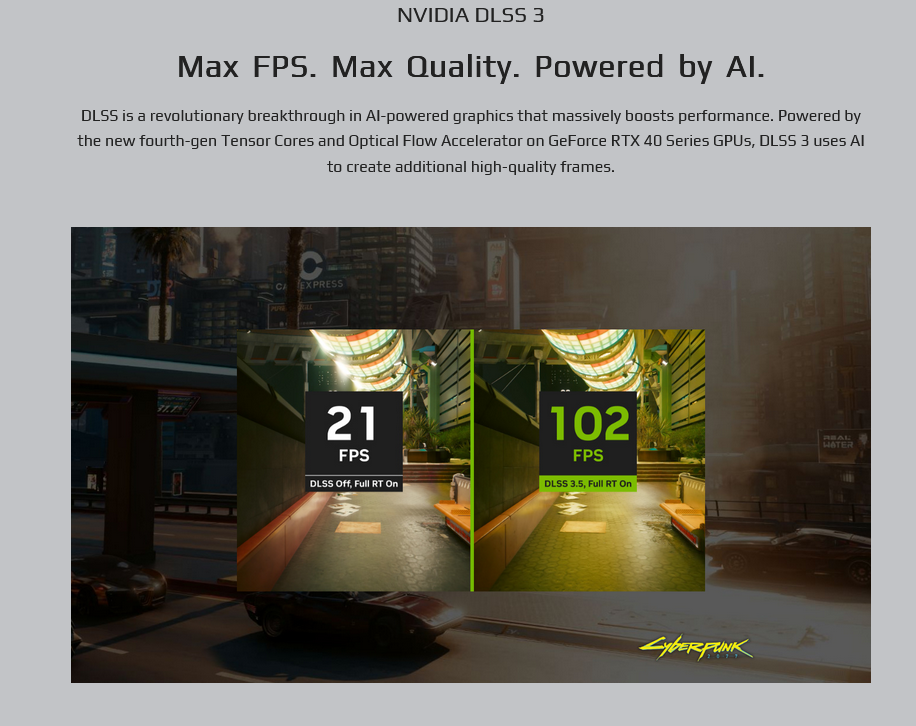 NVIDIA DLSS 3
Max FPS. Max Quality. Powered by AI.
DLSS is a revolutionary breakthrough in AI-powered graphics that massively boosts performance. Powered by
the new fourth-gen Tensor Cores and Optical Flow Accelerator on GeForce RTX 40 Series GPUs, DLSS 3 uses AI
to create additional high-quality frames.
21
FPS
DLSS Off, Full RT On
102
FPS
DLSS 3.5, Full RT On
REAL
WATER
CYBERPUNK